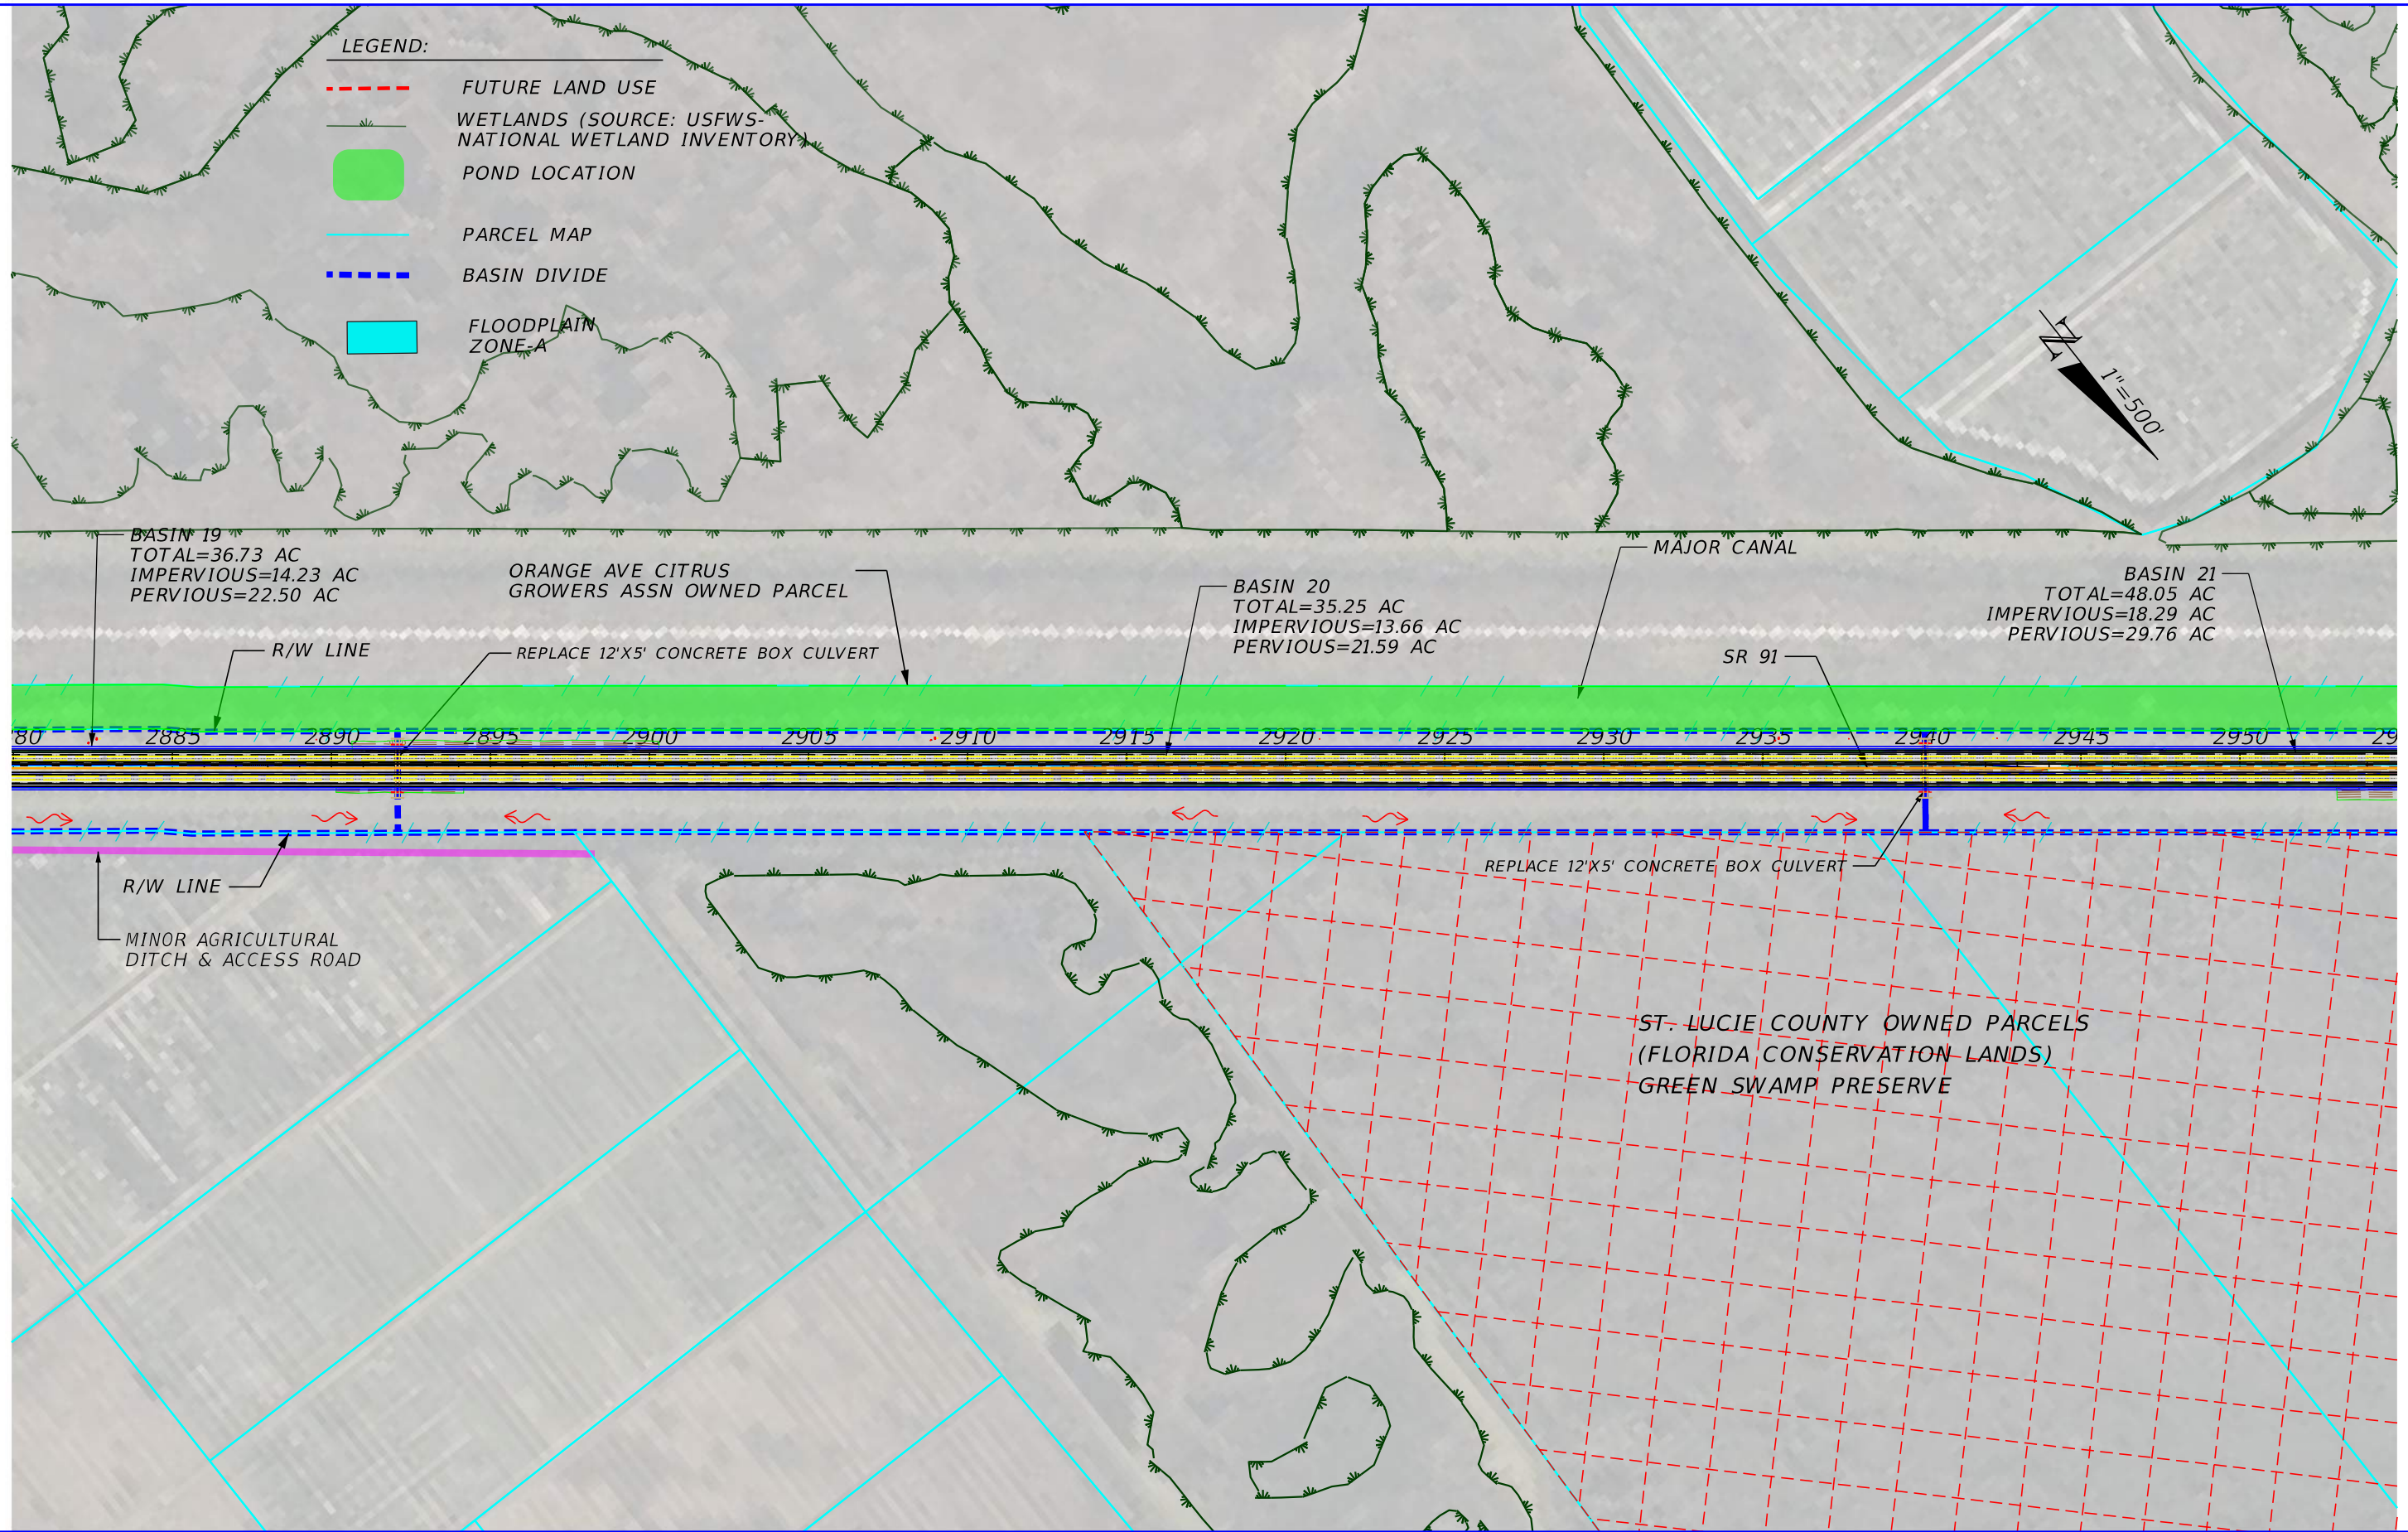 LEGEND:
FUTURE LAND USE
WETLANDS (SOURCE: USFWS-
NATIONAL WETLAND INVENTORY)
POND LOCATION
PARCEL MAP
BASIN DIVIDE
FLOODPLAIN
ZONE-A
N
1"=500'
BASIN 19
TOTAL=36.73 AC
IMPERVIOUS=14.23 AC
PERVIOUS=22.50 AC
ORANGE AVE CITRUS
GROWERS ASSN OWNED PARCEL
BASIN 20
TOTAL=35.25 AC
IMPERVIOUS=13.66 AC
PERVIOUS=21.59 AC
MAJOR CANAL
BASIN 21
TOTAL=48.05 AC
IMPERVIOUS=18.29 AC
PERVIOUS=29.76 AC
R/W LINE
REPLACE 12'X5' CONCRETE BOX CULVERT
SR 91
80 2885 2890 2895 2900 2905 2910 2915 2920 2925 2930 2935 2940 2945 2950 29
REPLACE 12'X5' CONCRETE BOX CULVERT
R/W LINE
MINOR AGRICULTURAL
DITCH & ACCESS ROAD
ST. LUCIE COUNTY OWNED PARCELS
(FLORIDA CONSERVATION LANDS)
GREEN SWAMP PRESERVE